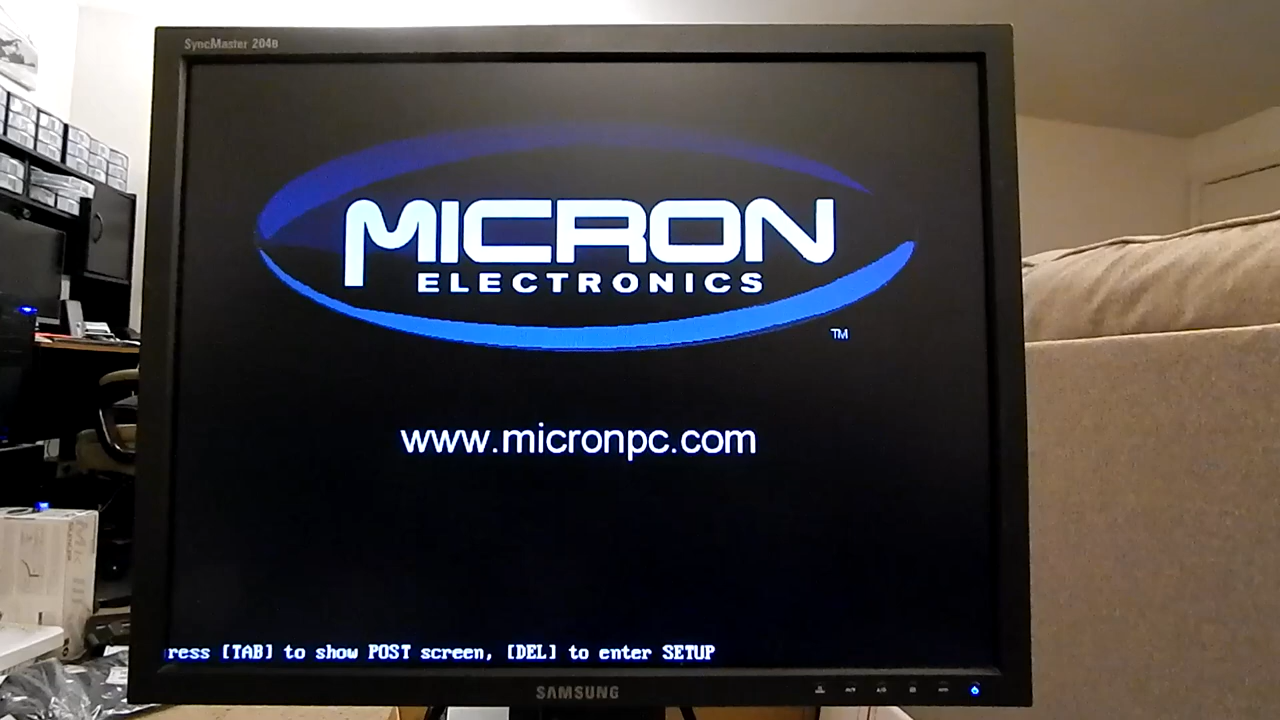 SyncMaster 204B
MICRON
ELECTRONICS
TM
www.micronpc.com
ress [TAB] to show POST screen, [DEL] to enter SETUP
SAMSUNG